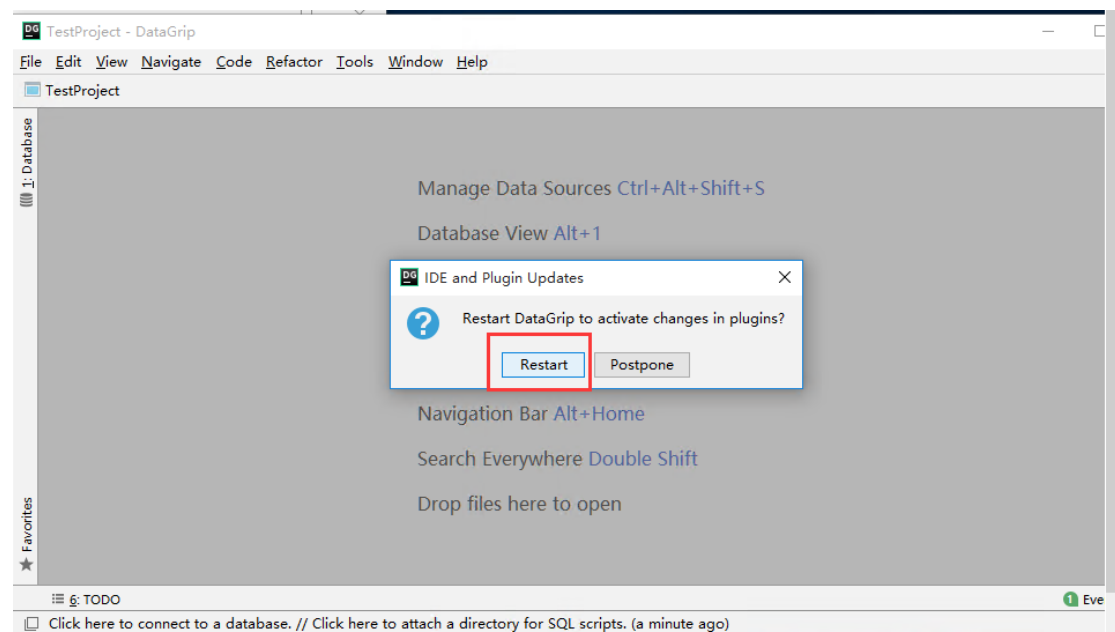 DG TestProject - DataGrip
File Edit View Navigate Code Refactor Tools Window Help
TestProject
1: Database
Manage Data Sources Ctrl+Alt+Shift+S
Database View Alt+1
DG IDE and Plugin Updates
Restart DataGrip to activate changes in plugins?
Restart Postpone
Navigation Bar Alt+Home
Search Everywhere Double Shift
Drop files here to open
Favorites
6: TODO
1 Eve
Click here to connect to a database. // Click here to attach a directory for SQL scripts. (a minute ago)